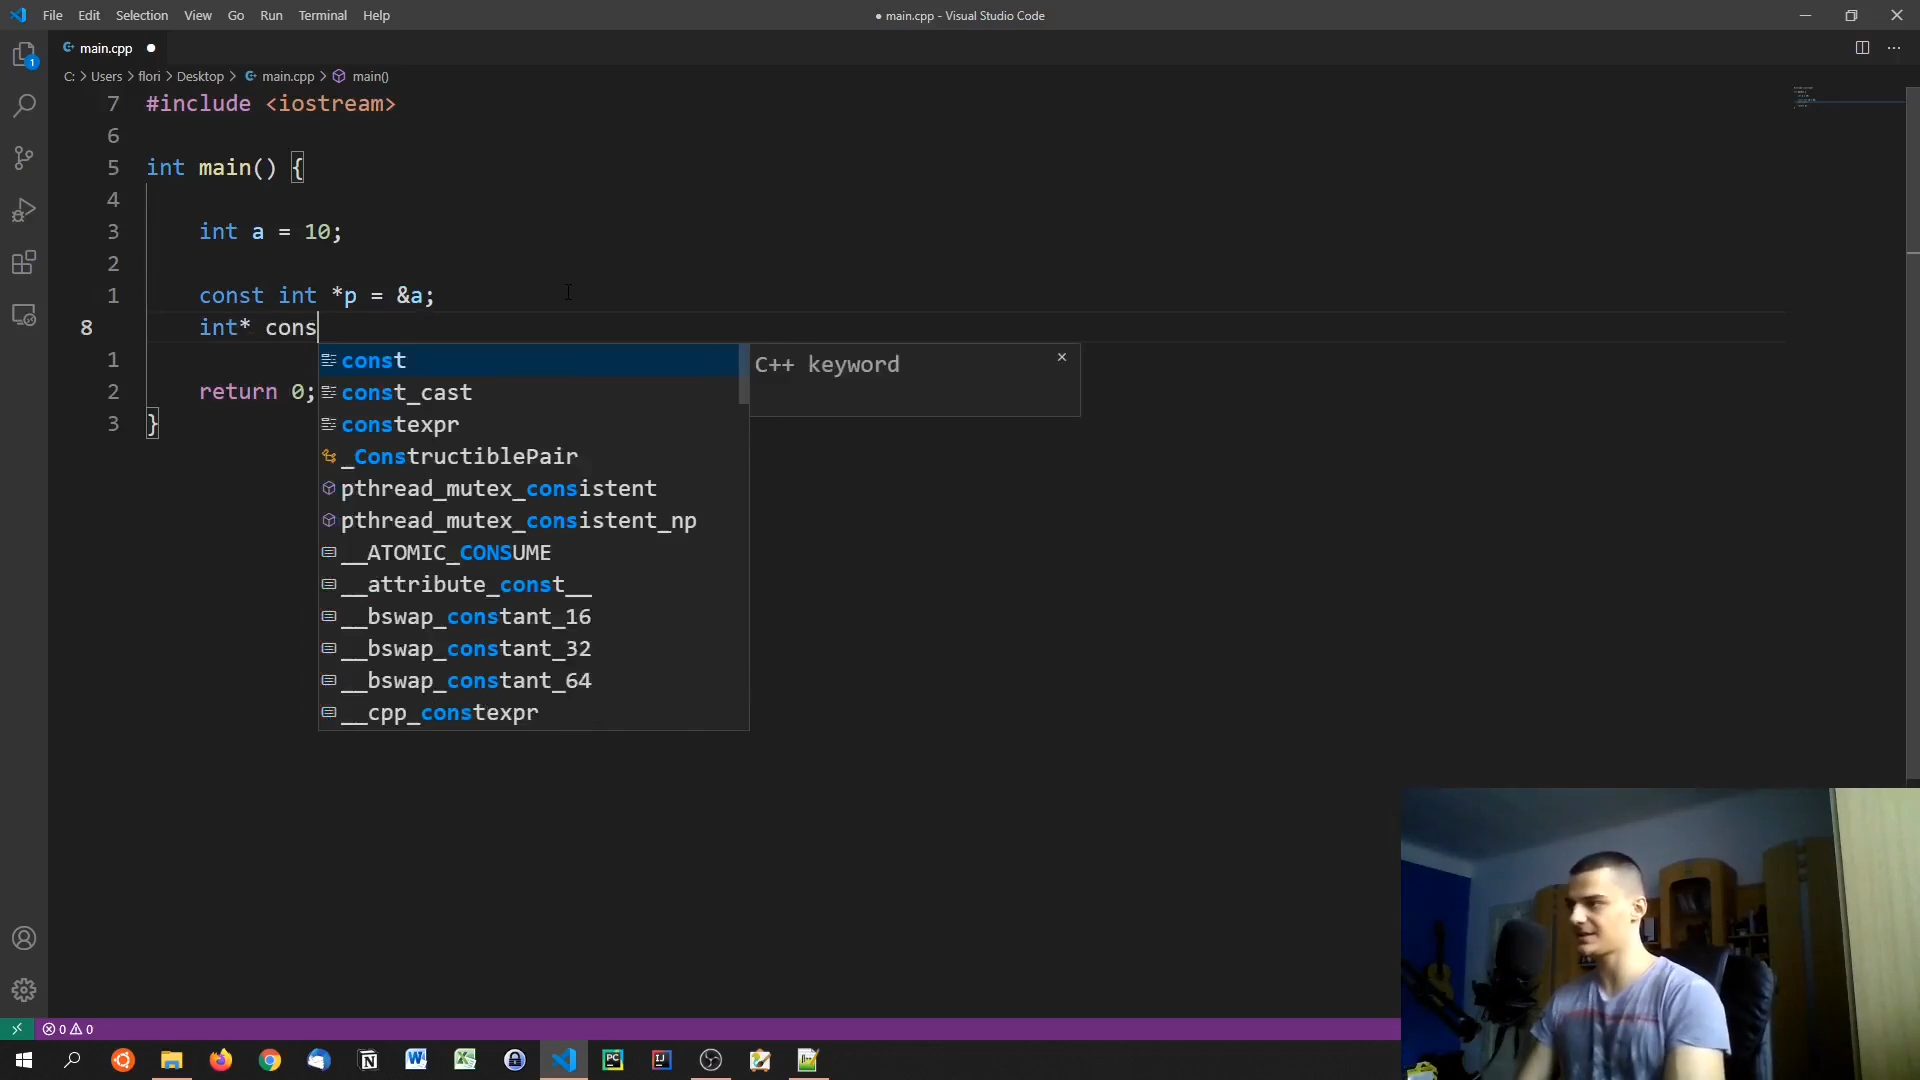 File Edit Selection View Go Run Terminal Help
● main.cpp - Visual Studio Code
main.cpp ●
C: > Users > flori > Desktop > main.cpp > main()
7 #include <iostream>
6
5 int main() {
4
3 int a = 10;
2
1 const int *p = &a;
8 int* cons
1
2 return 0;
3 }
const
const_cast
constexpr
_ConstructiblePair
pthread_mutex_consistent
pthread_mutex_consistent_np
__ATOMIC_CONSUME
__attribute_const__
__bswap_constant_16
__bswap_constant_32
__bswap_constant_64
__cpp_constexpr
C++ keyword
1
0 0
N W X PC IJ